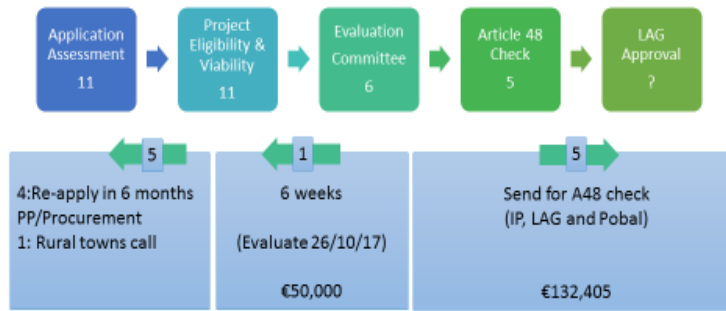 Application
Assessment
11
Project
Eligibility &
Viability
11
Evaluation
Committee
6
Article 48
Check
5
LAG
Approval
?
5
4:Re-apply in 6 months
PP/Procurement
1: Rural towns call
1
6 weeks
(Evaluate 26/10/17)
€50,000
5
Send for A48 check
(IP, LAG and Pobal)
€132,405